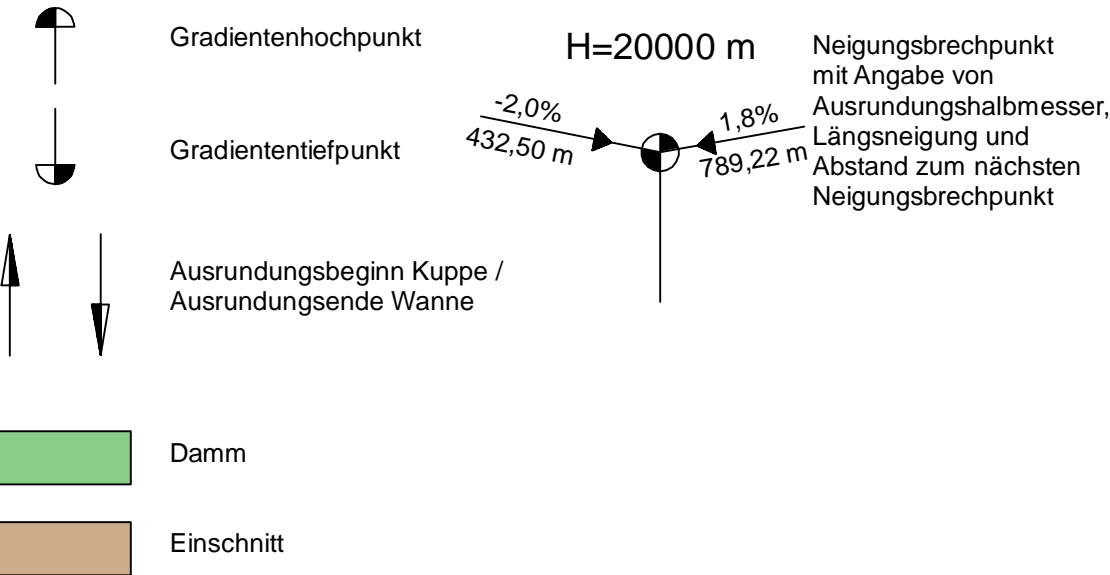 Gradientenhochpunkt
Gradiententiefpunkt
Ausrundungsbeginn Kuppe /
Ausrundungsende Wanne
Damm
Einschnitt
H=20000 m
-2,0%
432,50 m
1,8%
789,22 m
Neigungsbrechpunkt
mit Angabe von
Ausrundungshalbmesser,
Längsneigung und
Abstand zum nächsten
Neigungsbrechpunkt